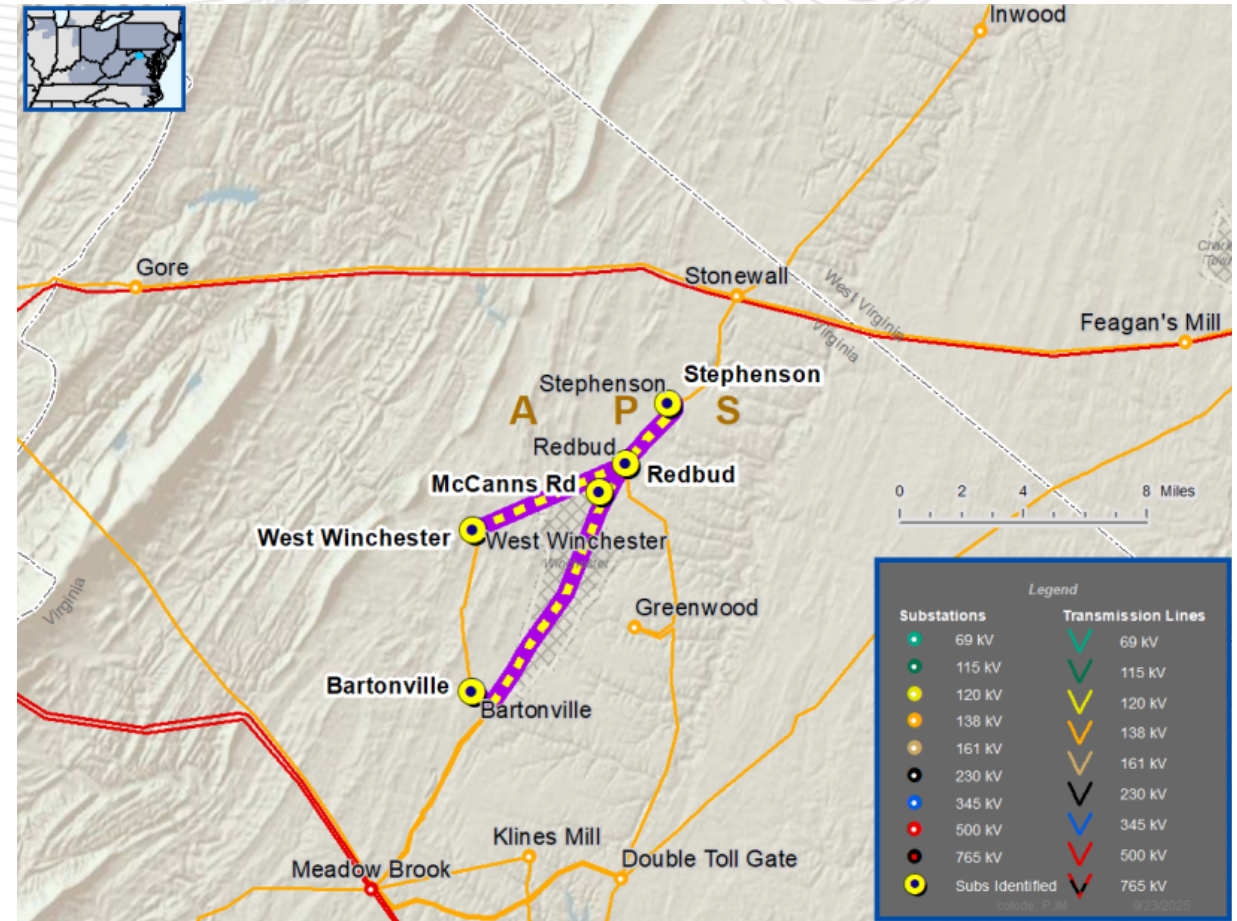 Inwood
Gore
Stonewall
West Virginia
Virginia
Feagan's Mill
Stephenson
Stephenson
A P S
Redbud
Redbud
McCanns Rd
0 2 4 8 Miles
West Winchester
West Winchester
Winchester
Virginia
Greenwood
Bartonville
Bartonville
Klines Mill
Double Toll Gate
Meadow Brook
Legend
Substations Transmission Lines
69 kV 69 kV
115 kV 115 kV
120 kV 120 kV
138 kV 138 kV
161 kV 161 kV
230 kV 230 kV
345 kV 345 kV
500 kV 500 kV
765 kV 765 kV
Subs Identified
9/23/2025